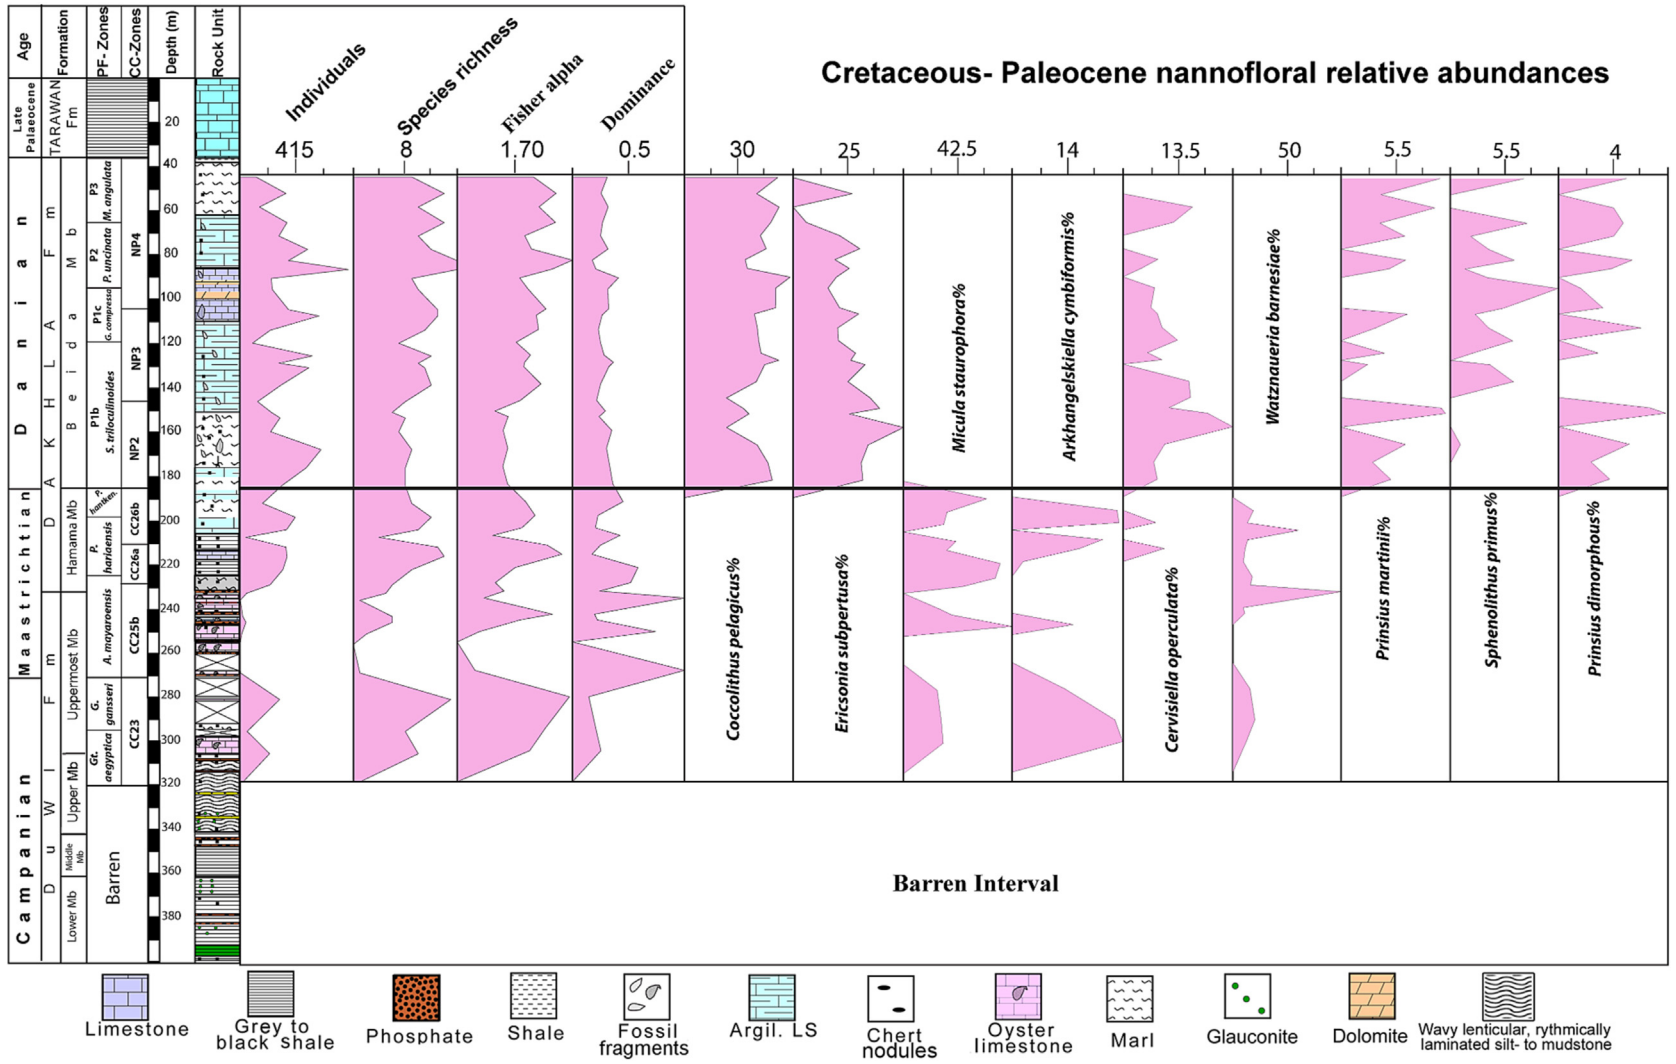 Age
Formation
PF- Zones
CC-Zones
Depth (m)
Rock Unit
Individuals
Species richness
Fisher alpha
Dominance
Cretaceous- Paleocene nannofloral relative abundances
415
8
1.70
0.5
30
25
42.5
14
13.5
50
5.5
5.5
4
Late
Palaeocene
TARAWAN
Fm
Danian
Maastrichtian
Campanian
DAKHLA Fm
Beida Mb
Hamama Mb
DuWI Fm
Uppermost Mb
Upper Mb
Middle
Mb
Lower Mb
P3
M. angulata
P2
P. uncinata
P1c
G. compressa
P1b
S. triloculinoides
P.
hantken.
P.
hariaensis
A. mayaroensis
G.
gansseri
Gt.
aegyptica
Barren
NP4
NP3
NP2
CC26b
CC26a
CC25b
CC23
20
40
60
80
100
120
140
160
180
200
220
240
260
280
300
320
340
360
380
Coccolithus pelagicus%
Ericsonia subpertusa%
Micula staurophora%
Arkhangelskiella cymbiformis%
Cervisiella operculata%
Watznaueria barnesiae%
Prinsius martinii%
Sphenolithus primus%
Prinsius dimorphous%
Barren Interval
Limestone
Grey to
black shale
Phosphate
Shale
Fossil
fragments
Argil. LS
Chert
nodules
Oyster
limestone
Marl
Glauconite
Dolomite
Wavy lenticular, rythmically
laminated silt- to mudstone